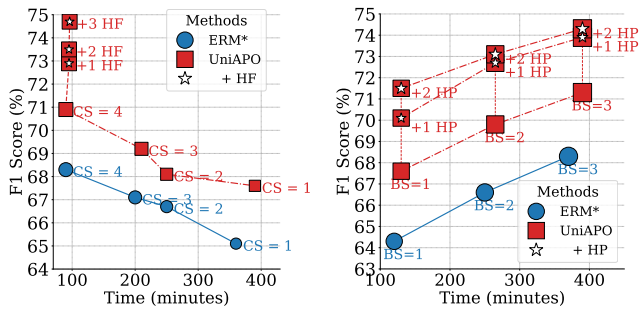 75
74
73
72
71
70
69
68
67
66
65
64
100
200
300
400
F1 Score (%)
Time (minutes)
Methods
ERM*
UniAPO
+ HF
+3 HF
+2 HF
+1 HF
CS = 4
CS = 3
CS = 2
CS = 1
CS = 4
CS = 3
CS = 2
CS = 1
75
74
73
72
71
70
69
68
67
66
65
64
63
100
200
300
400
F1 Score (%)
Time (minutes)
+2 HP
+1 HP
BS=1
+2 HP
+1 HP
BS=2
+2 HP
+1 HP
BS=3
BS=1
BS=2
BS=3
Methods
ERM*
UniAPO
+ HP